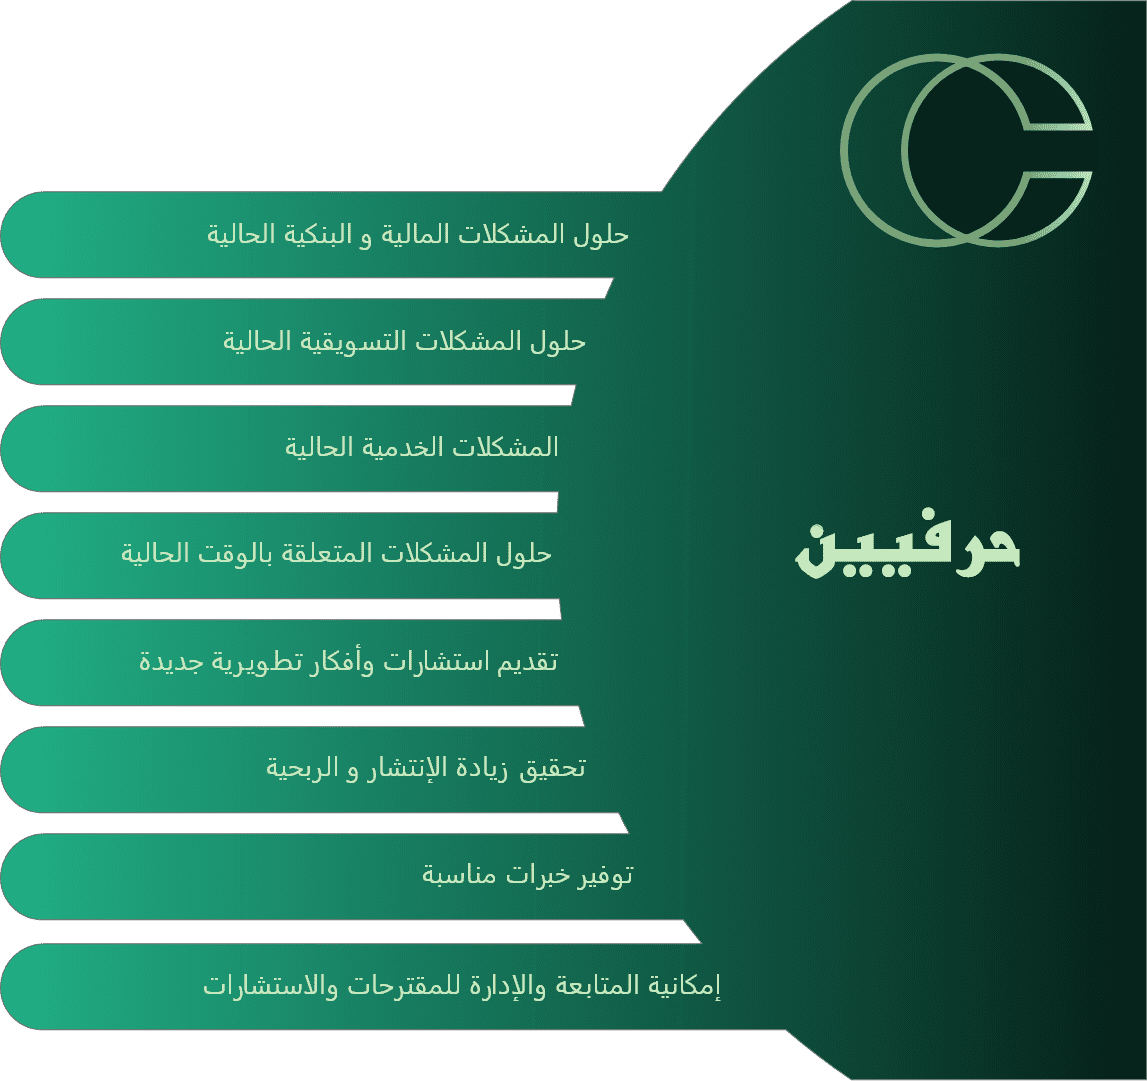 حلول المشكلات المالية و البنكية الحالية
حلول المشكلات التسويقية الحالية
المشكلات الخدمية الحالية
حرفيين
حلول المشكلات المتعلقة بالوقت الحالية
تقديم استشارات وأفكار تطويرية جديدة
تحقيق زيادة الإنتشار و الربحية
توفير خبرات مناسبة
إمكانية المتابعة والإدارة للمقترحات والاستشارات